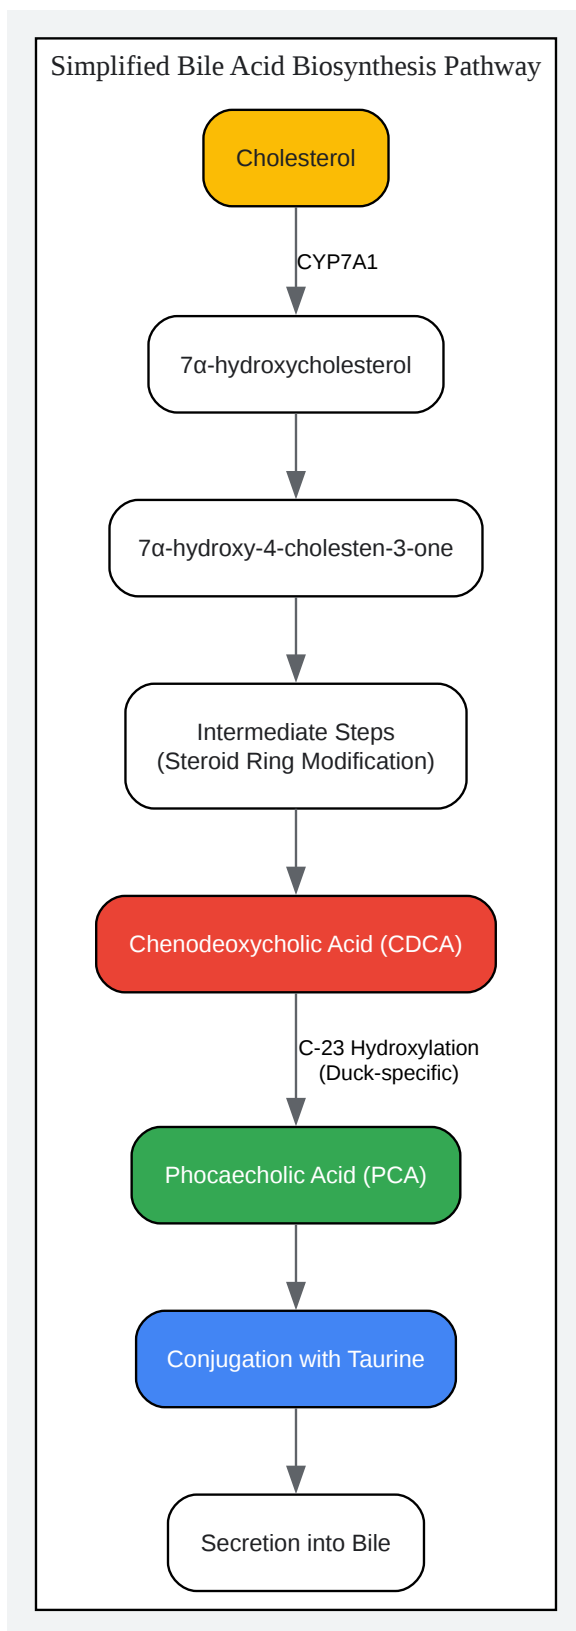 Simplified Bile Acid Biosynthesis Pathway
Cholesterol
CYP7A1
7α-hydroxycholesterol
7α-hydroxy-4-cholesten-3-one
Intermediate Steps
(Steroid Ring Modification)
Chenodeoxycholic Acid (CDCA)
C-23 Hydroxylation
(Duck-specific)
Phocaecholic Acid (PCA)
Conjugation with Taurine
Secretion into Bile